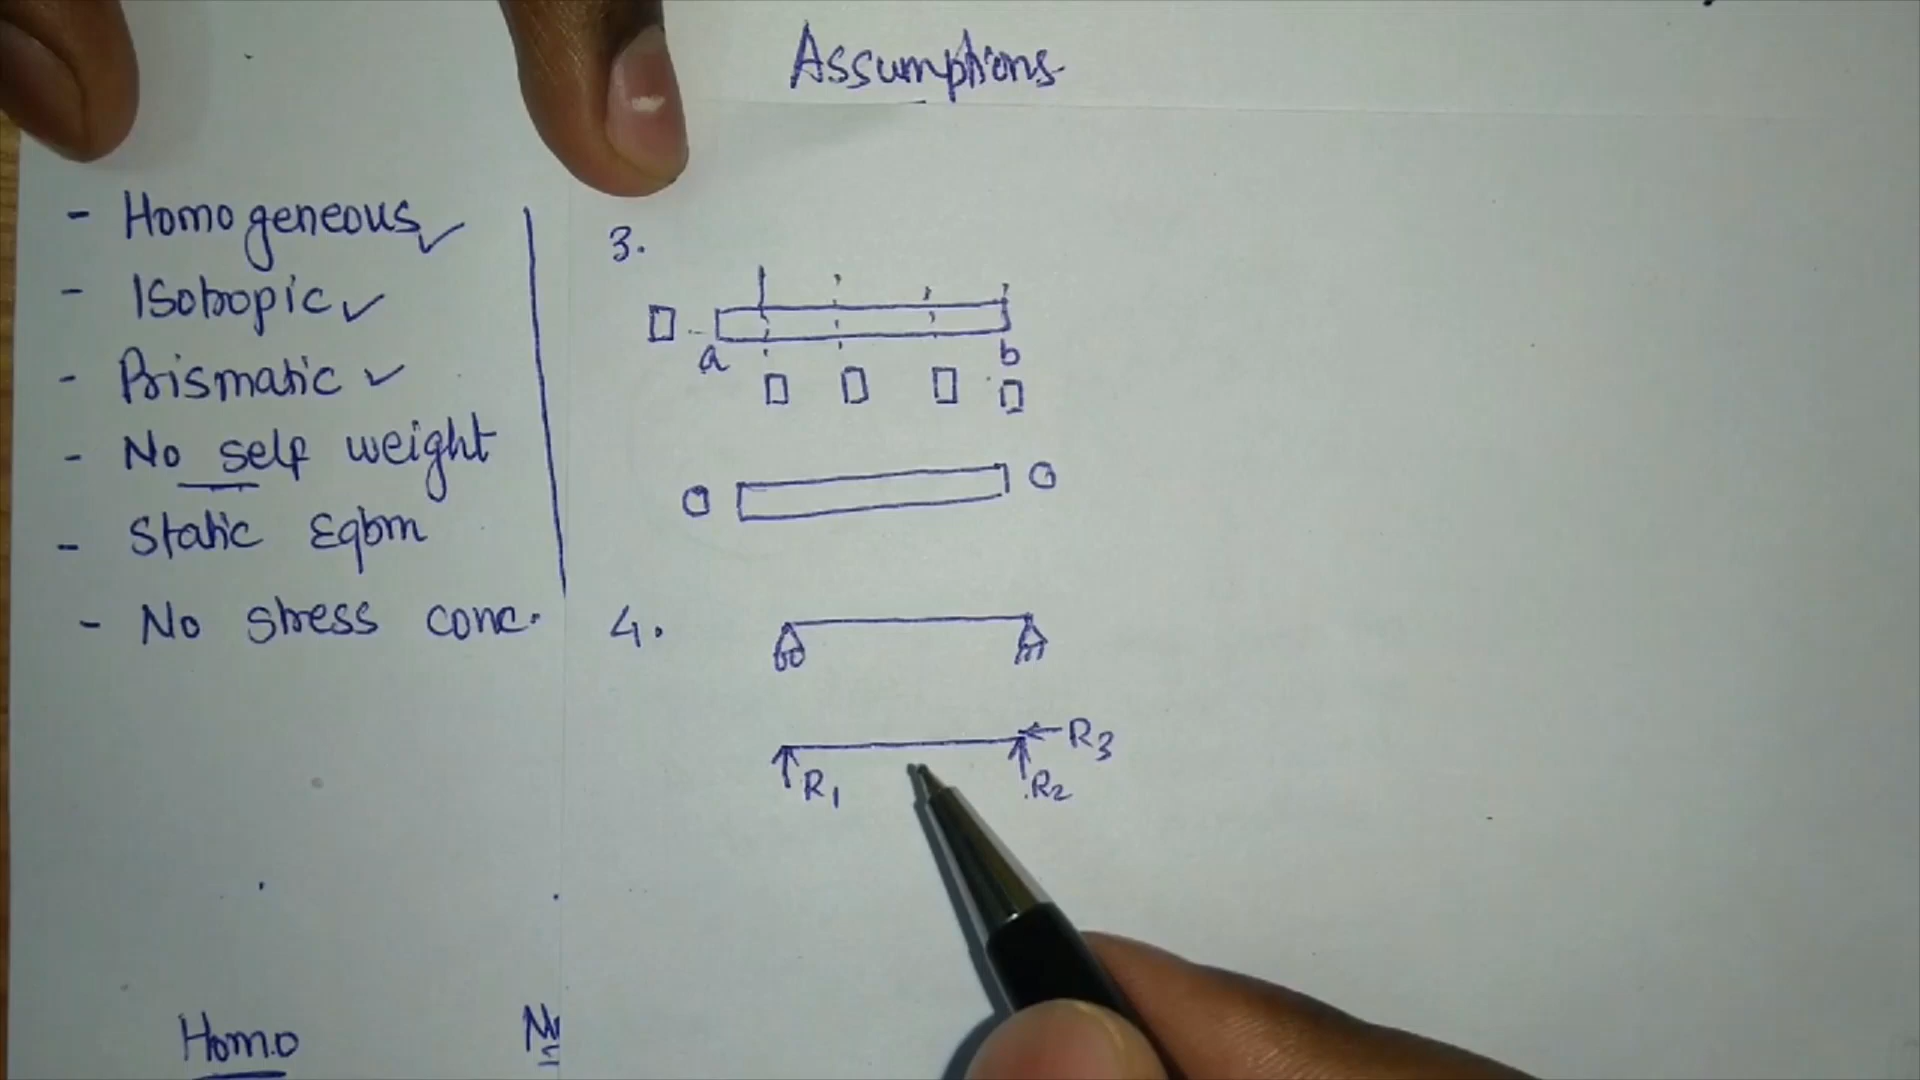 Assumptions
- Homogeneous ✓
- Isotropic ✓
- Prismatic ✓
- No self weight
- Static Eqbm
- No stress conc.
3.
a
b
4.
R3
R1
R2
Homo